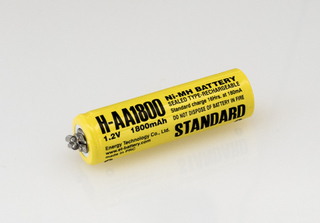 H-AA1800
1.2V 1800mAh
Energy Technology Co., Ltd.
Ni-MH BATTERY
SEALED TYPE-RECHARGEABLE
Standard charge 16Hrs. at 180mA
DO NOT DISPOSE OF BATTERY IN FIRE
STANDARD